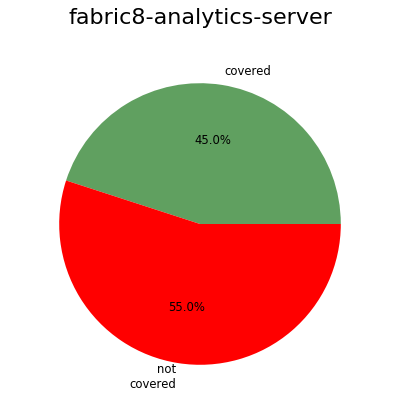 fabric8-analytics-server
covered
45.0%
55.0%
not
covered